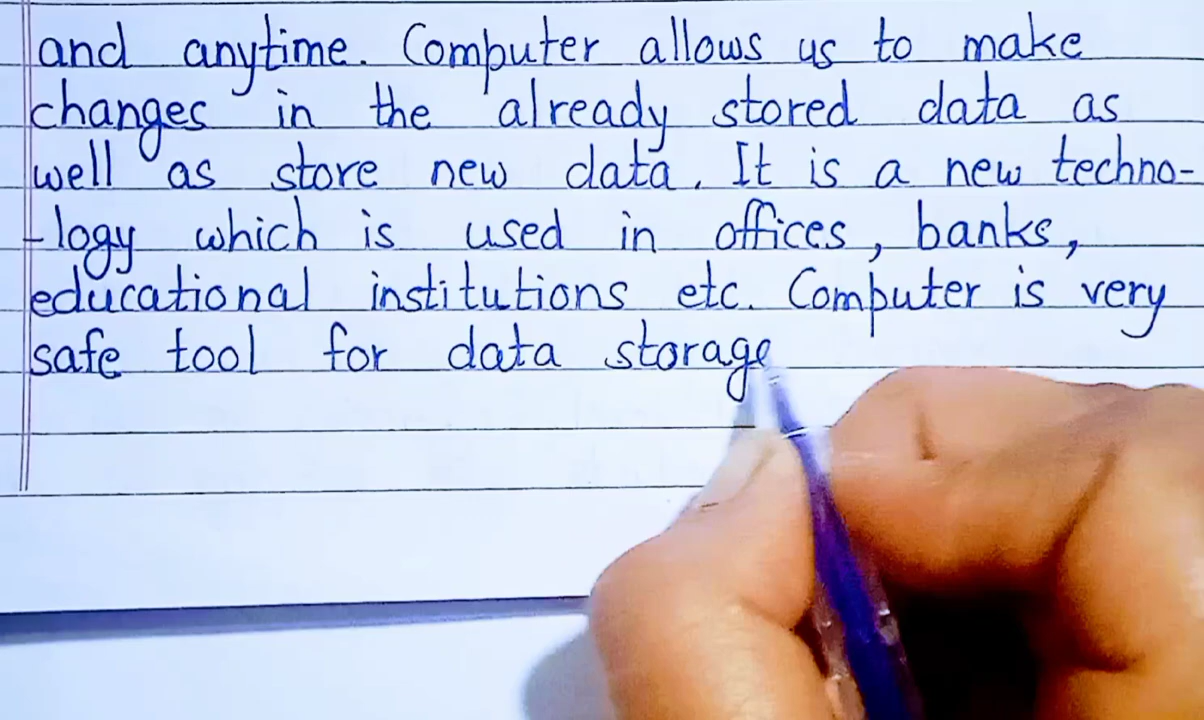 and anytime. Computer allows us to make
changes in the already stored data as
well as store new data. It is a new techno-
-logy which is used in offices, banks,
educational institutions etc. Computer is very
safe tool for data storage